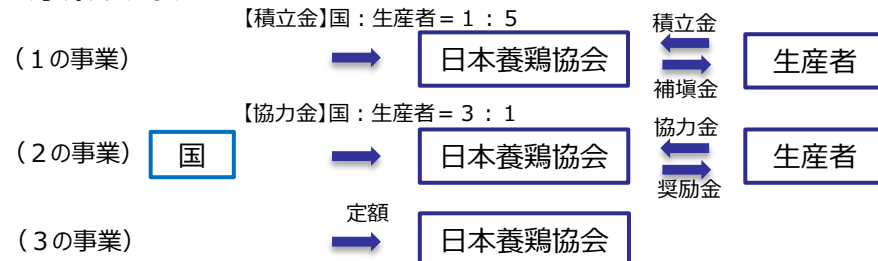 【積立金】国：生産者＝１：５
積立金
（１の事業）
日本養鶏協会
生産者
補塡金
【協力金】国：生産者＝３：１
協力金
（２の事業）
国
日本養鶏協会
生産者
奨励金
定額
（３の事業）
日本養鶏協会